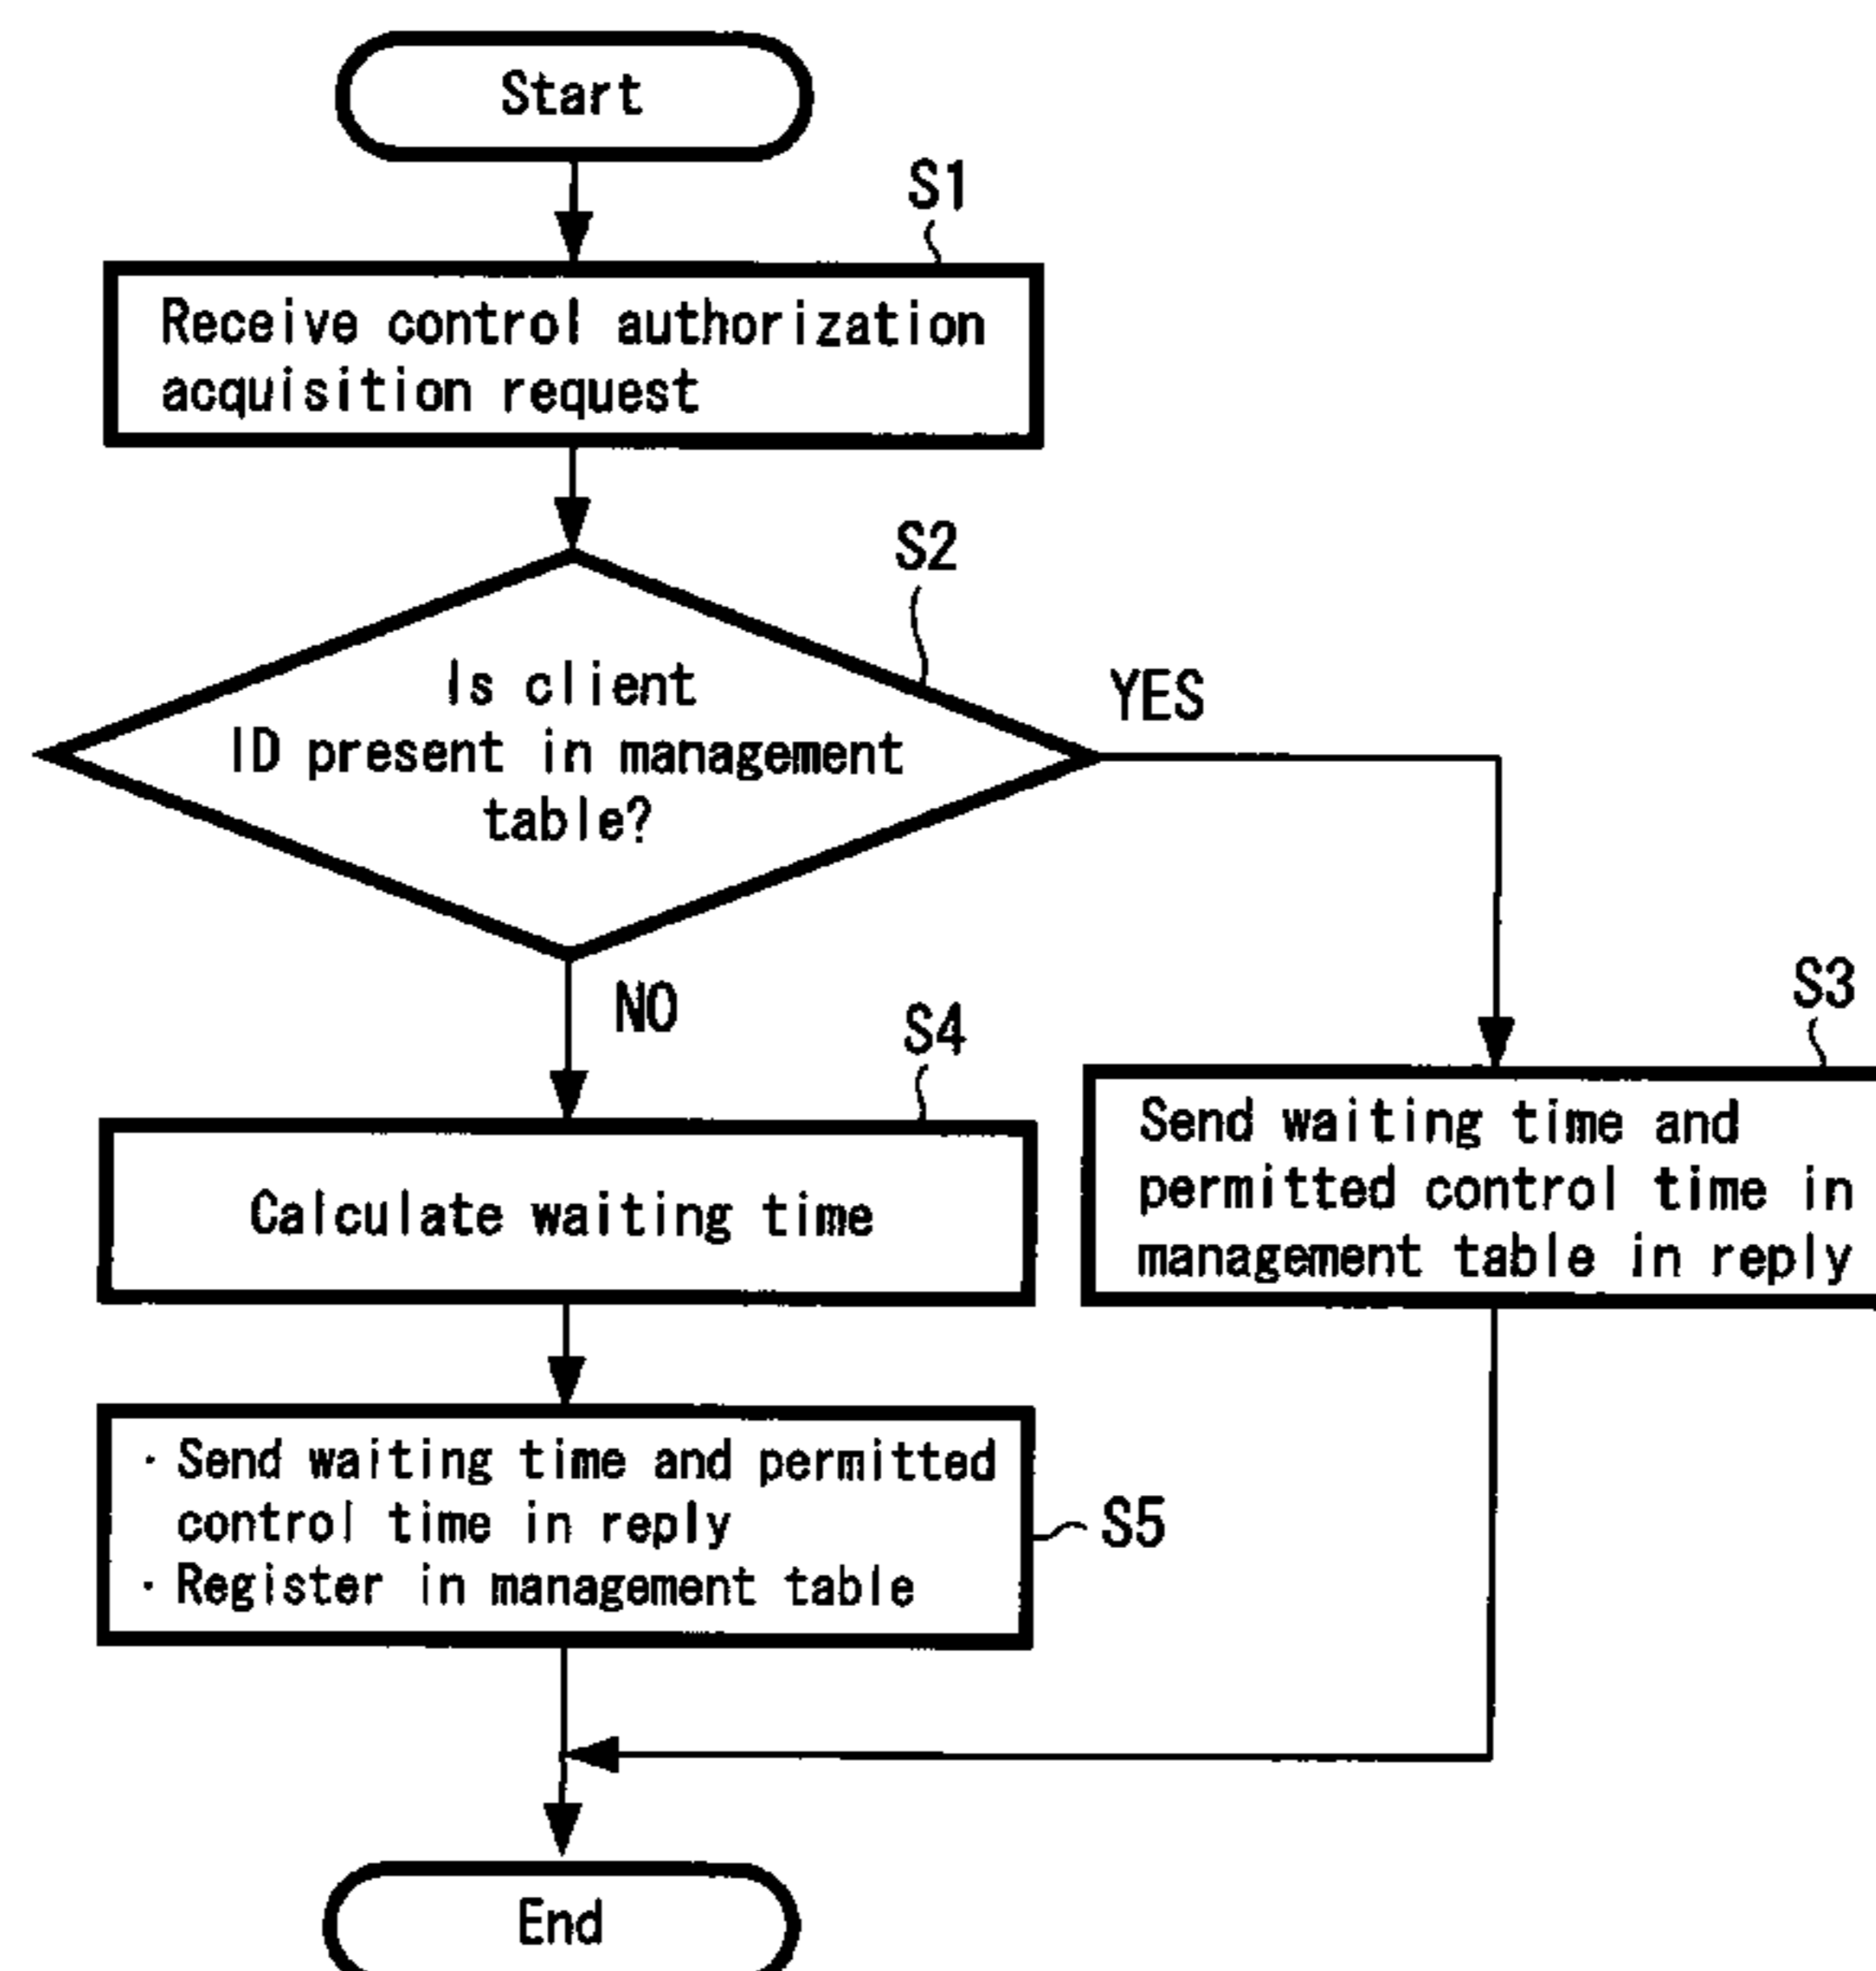 Start
S1
Receive control authorization
acquisition request
S2
Is client
ID present in management
table?
YES
NO
S4
Calculate waiting time
S3
Send waiting time and
permitted control time in
management table in reply
· Send waiting time and permitted
control time in reply
· Register in management table
S5
End